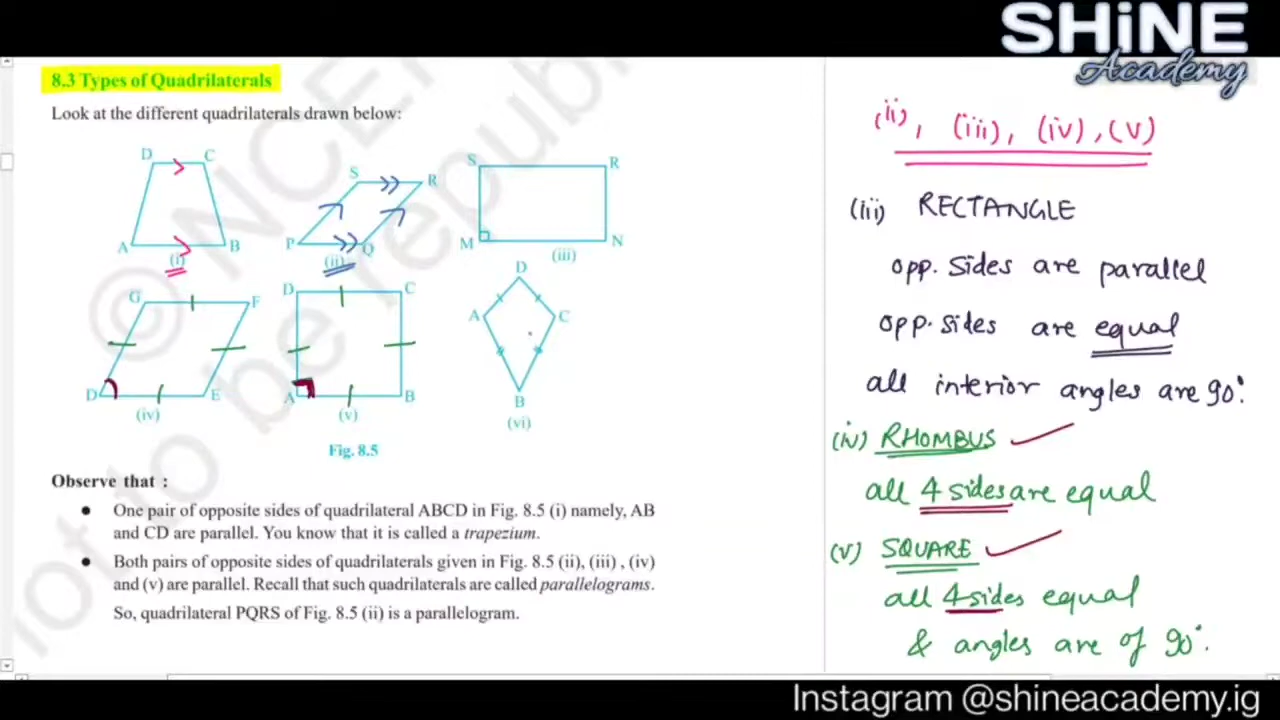 SHiNE
Academy
8.3 Types of Quadrilaterals
Look at the different quadrilaterals drawn below:
D C
A B
(i)
S R
P Q
(ii)
S R
M N
(iii)
G F
D E
(iv)
D C
A B
(v)
D
A C
B
(vi)
Fig. 8.5
Observe that :
● One pair of opposite sides of quadrilateral ABCD in Fig. 8.5 (i) namely, AB
and CD are parallel. You know that it is called a trapezium.
● Both pairs of opposite sides of quadrilaterals given in Fig. 8.5 (ii), (iii) , (iv)
and (v) are parallel. Recall that such quadrilaterals are called parallelograms.
So, quadrilateral PQRS of Fig. 8.5 (ii) is a parallelogram.
© NCERT
not to be republi
(ii), (iii), (iv), (v)
(iii) RECTANGLE
opp. sides are parallel
opp. sides are equal
all interior angles are 90°.
(iv) RHOMBUS
all 4 sides are equal
(v) SQUARE
all 4 sides equal
& angles are of 90°.
Instagram @shineacademy.ig